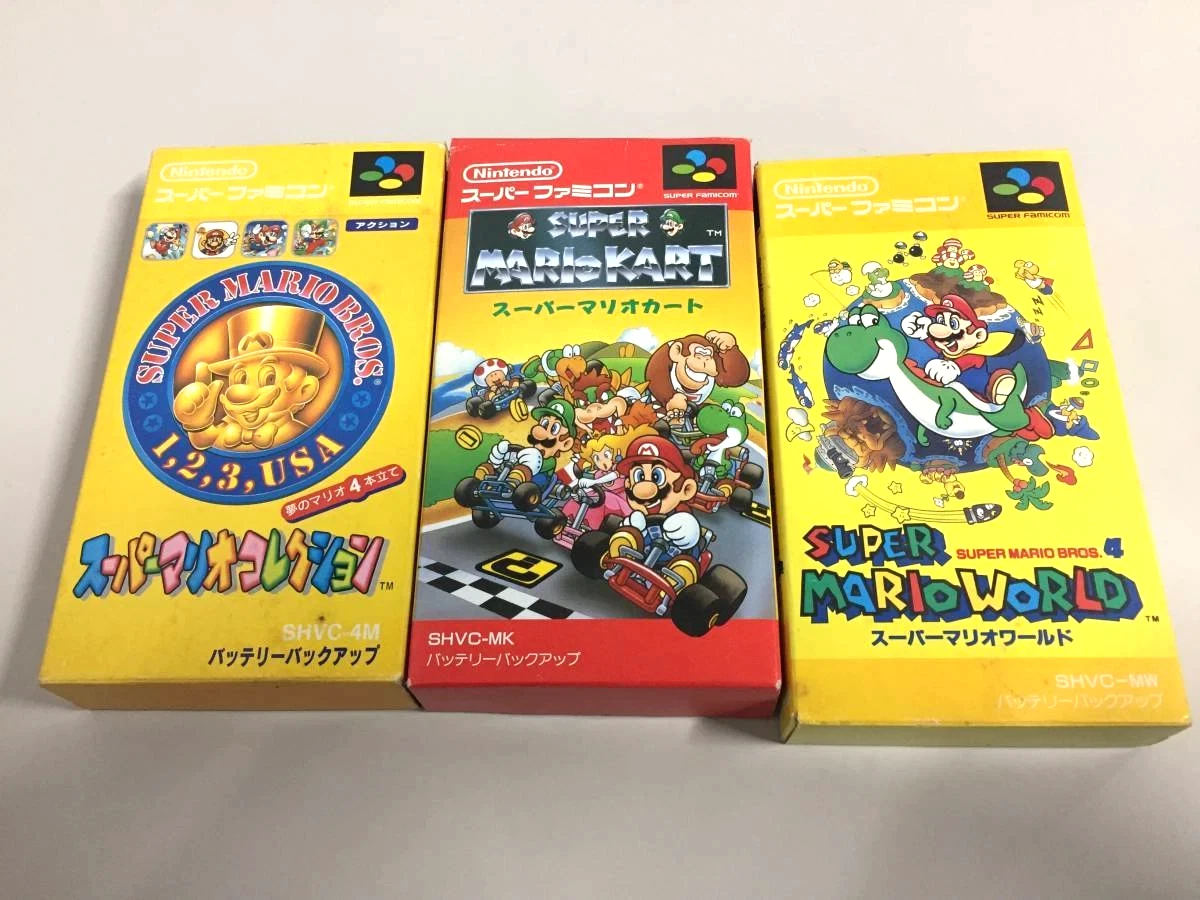 Nintendo
スーパーファミコン
アクション
SUPER MARIO BROS.®
1, 2, 3, USA
夢のマリオ4本立て
スーパーマリオコレクション™
SHVC-4M
バッテリーバックアップ
Nintendo®
スーパーファミコン®
SUPER FAMICOM
SUPER
MARIO KART™
スーパーマリオカート
SHVC-MK
バッテリーバックアップ
Nintendo
スーパーファミコン®
SUPER FAMICOM
SUPER
SUPER MARIO BROS. 4
MARIO WORLD™
スーパーマリオワールド
SHVC-MW
バッテリーバックアップ